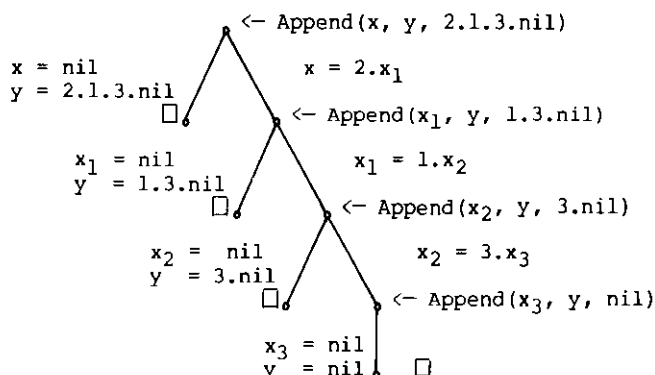 <— Append(x, y, 2.1.3.nil)
x = nil
y = 2.1.3.nil
x = 2.x1
□
<— Append(x1, y, 1.3.nil)
x1 = nil
y = 1.3.nil
x1 = 1.x2
□
<— Append(x2, y, 3.nil)
x2 = nil
y = 3.nil
x2 = 3.x3
□
<— Append(x3, y, nil)
x3 = nil
y = nil □